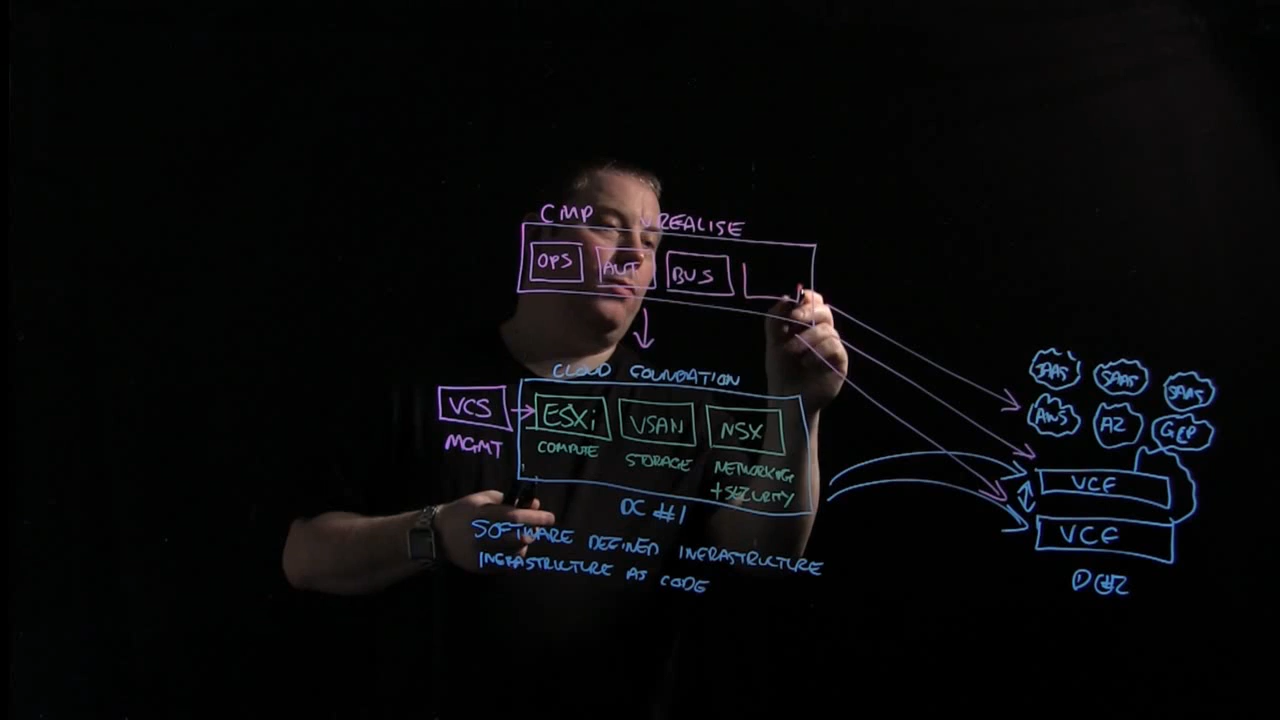 CMP VREALISE
OPS AUT BUS
CLOUD FOUNDATION
VCS ESXi VSAN NSX
MGMT COMPUTE STORAGE NETWORKING
+SECURITY
DC #1
SOFTWARE DEFINED INFRASTRUCTURE
INFRASTRUCTURE AS CODE
IAAS SAAS SAAS
AWS AZ GCP
VCF
VCF
DC#2